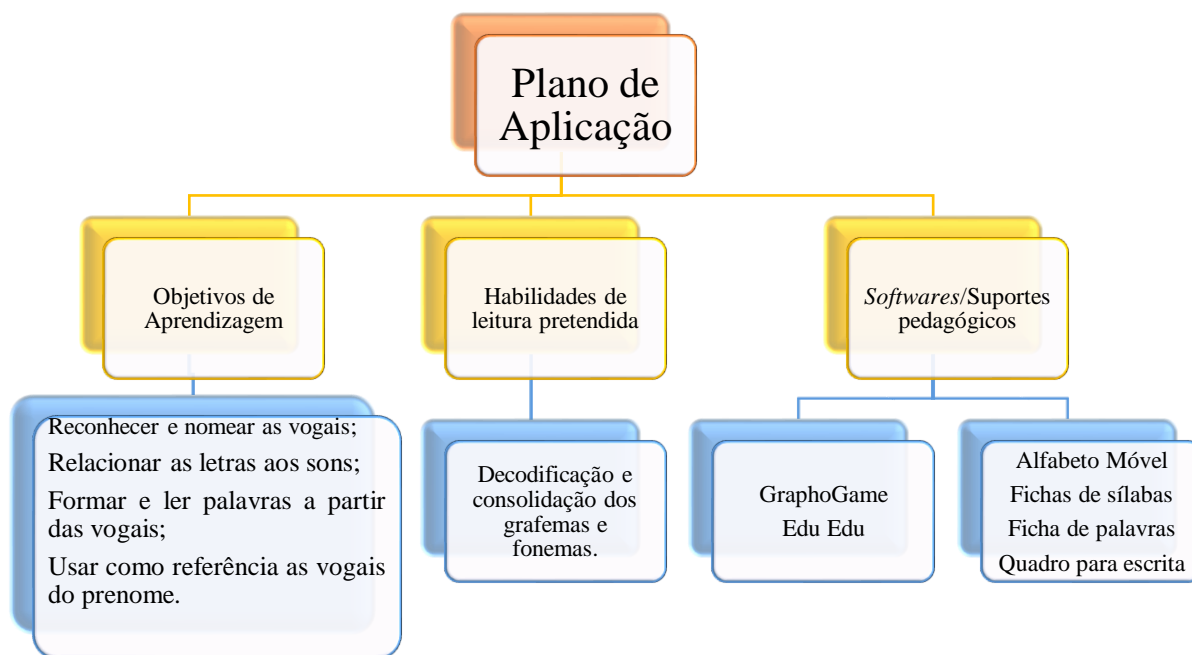 Plano de
Aplicação
Objetivos de
Aprendizagem
Habilidades de
leitura pretendida
Softwares/Suportes
pedagógicos
Reconhecer e nomear as vogais;
Relacionar as letras aos sons;
Formar e ler palavras a partir
das vogais;
Usar como referência as vogais
do prenome.
Decodificação e
consolidação dos
grafemas e
fonemas.
GraphoGame
Edu Edu
Alfabeto Móvel
Fichas de sílabas
Ficha de palavras
Quadro para escrita